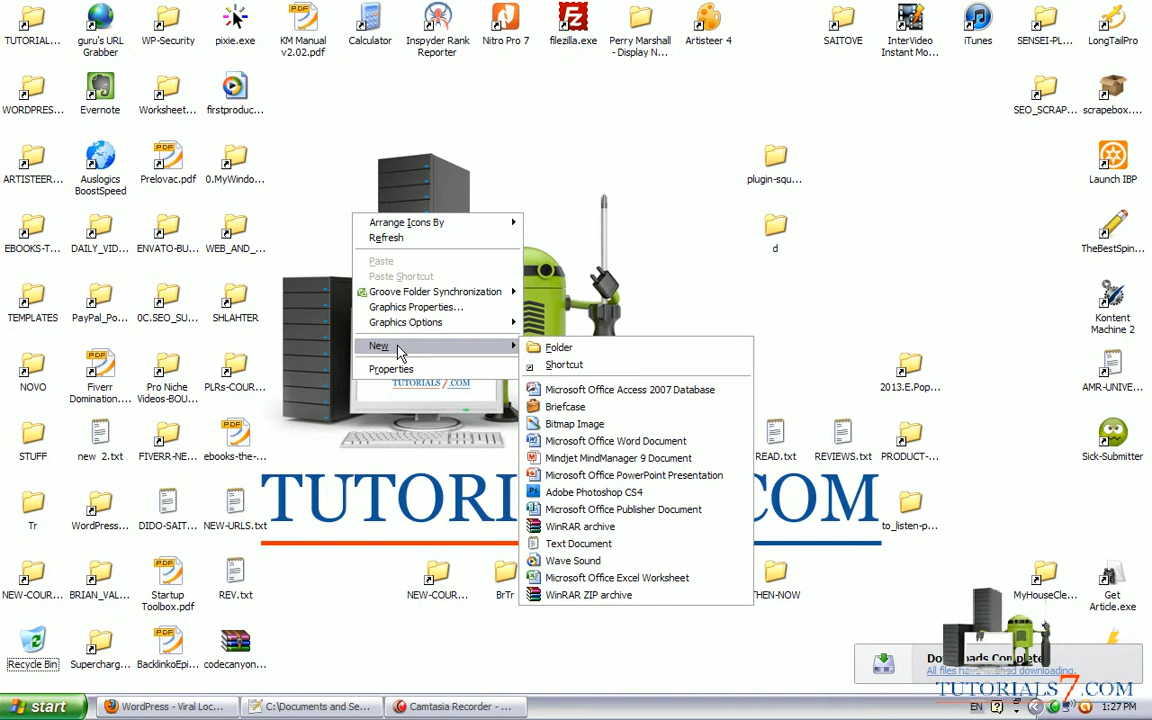 TUTORIAL...
guru's URL
Grabber
WP-Security
pixie.exe
KM Manual
v2.02.pdf
Calculator
Inspyder Rank
Reporter
Nitro Pro 7
filezilla.exe
Perry Marshall
- Display N...
Artisteer 4
SAITOVE
InterVideo
Instant Mo...
iTunes
SENSEI-PL...
LongTailPro
WORDPRES...
Evernote
Worksheet...
firstproduc...
SEO_SCRAP...
scrapebox....
ARTISTEER...
Auslogics
BoostSpeed
Prelovac.pdf
0.MyWindo...
plugin-squ...
Launch IBP
EBOOKS-T...
DAILY_VID...
ENVATO-BU...
WEB_AND_...
d
TheBestSpin...
TEMPLATES
PayPal_Po...
0C.SEO_SU...
SHLAHTER
Kontent
Machine 2
NOVO
Fiverr
Domination....
Pro Niche
Videos-BOU...
PLRs-COUR...
2013.E.Pop...
AMR-UNIVE...
STUFF
new 2.txt
FIVERR-NE...
ebooks-the-...
READ.txt
REVIEWS.txt
PRODUCT-...
Sick-Submitter
Tr
WordPress...
DIDO-SAIT...
NEW-URLS.txt
to_listen-p...
NEW-COUR...
BRIAN_VAL...
Startup
Toolbox.pdf
REV.txt
NEW-COUR...
BrTr
THEN-NOW
MyHouseCle...
Get
Article.exe
Recycle Bin
Supercharg...
BacklinkoEpi...
codecanyon...
Arrange Icons By
Refresh
Paste
Paste Shortcut
Groove Folder Synchronization
Graphics Properties...
Graphics Options
New
Properties
Folder
Shortcut
Microsoft Office Access 2007 Database
Briefcase
Bitmap Image
Microsoft Office Word Document
Mindjet MindManager 9 Document
Microsoft Office PowerPoint Presentation
Adobe Photoshop CS4
Microsoft Office Publisher Document
WinRAR archive
Text Document
Wave Sound
Microsoft Office Excel Worksheet
WinRAR ZIP archive
TUTORIALS7.COM
TUTORI
.COM
All files have finished downloading.
TUTORIALS7.COM
start
WordPress - Viral Loc...
C:\Documents and Se...
Camtasia Recorder - ...
EN
1:27 PM